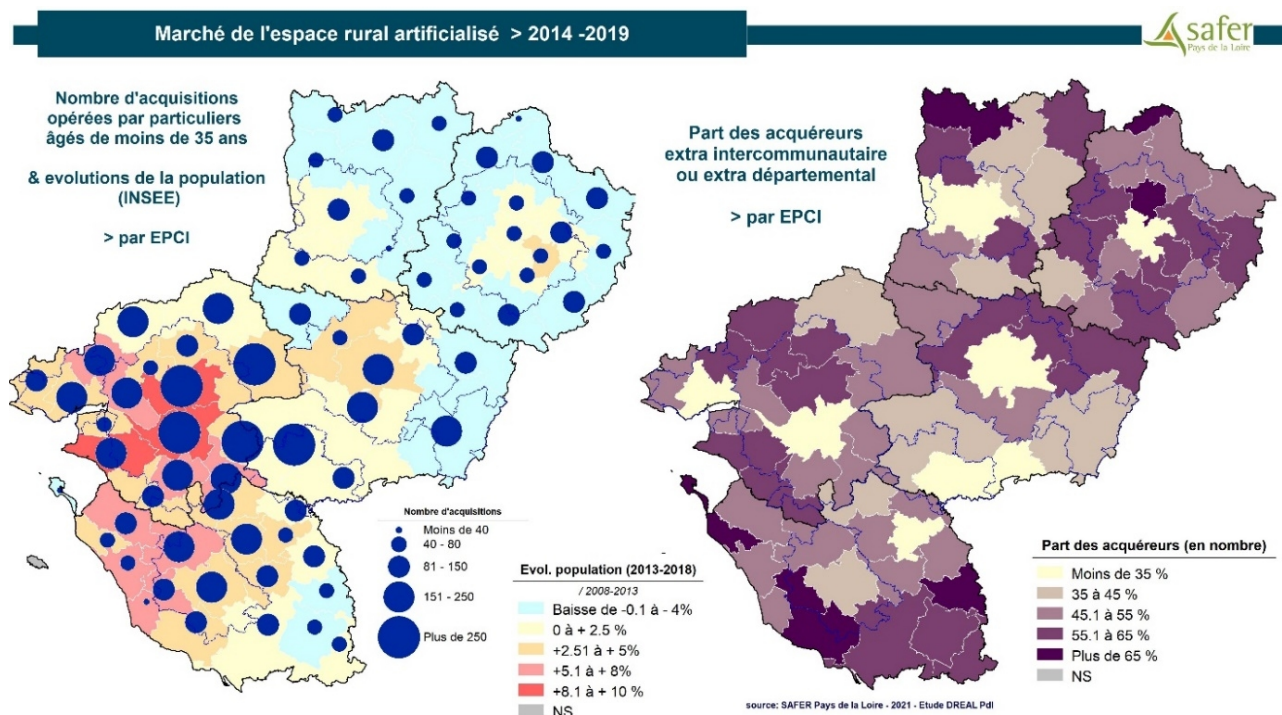 Marché de l'espace rural artificialisé > 2014 -2019
safer
Pays de la Loire
Nombre d'acquisitions
opérées par particuliers
âgés de moins de 35 ans
& evolutions de la population
(INSEE)
> par EPCI
Nombre d'acquisitions
Moins de 40
40 - 80
81 - 150
151 - 250
Plus de 250
Evol. population (2013-2018)
/ 2008-2013
Baisse de -0.1 à - 4%
0 à + 2.5 %
+2.51 à + 5%
+5.1 à + 8%
+8.1 à + 10 %
NS
Part des acquéreurs
extra intercommunautaire
ou extra départemental
> par EPCI
Part des acquéreurs (en nombre)
Moins de 35 %
35 à 45 %
45.1 à 55 %
55.1 à 65 %
Plus de 65 %
NS
source: SAFER Pays de la Loire - 2021 - Etude DREAL Pdl